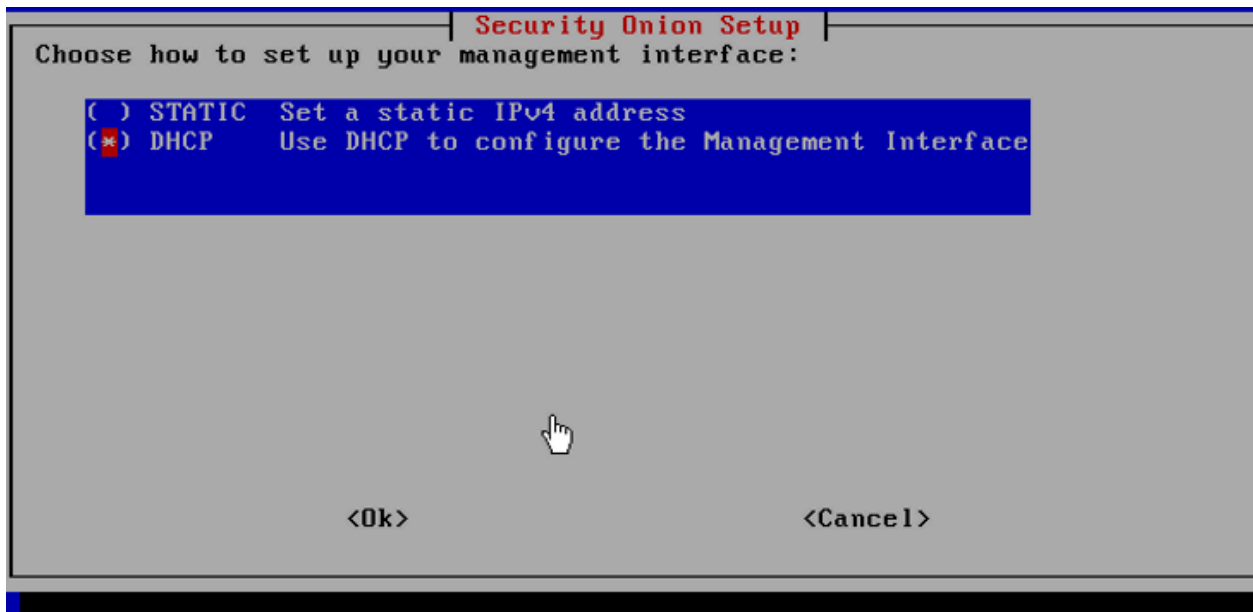 Security Onion Setup
Choose how to set up your management interface:
( ) STATIC  Set a static IPv4 address
(*) DHCP    Use DHCP to configure the Management Interface
<Ok>    <Cancel>